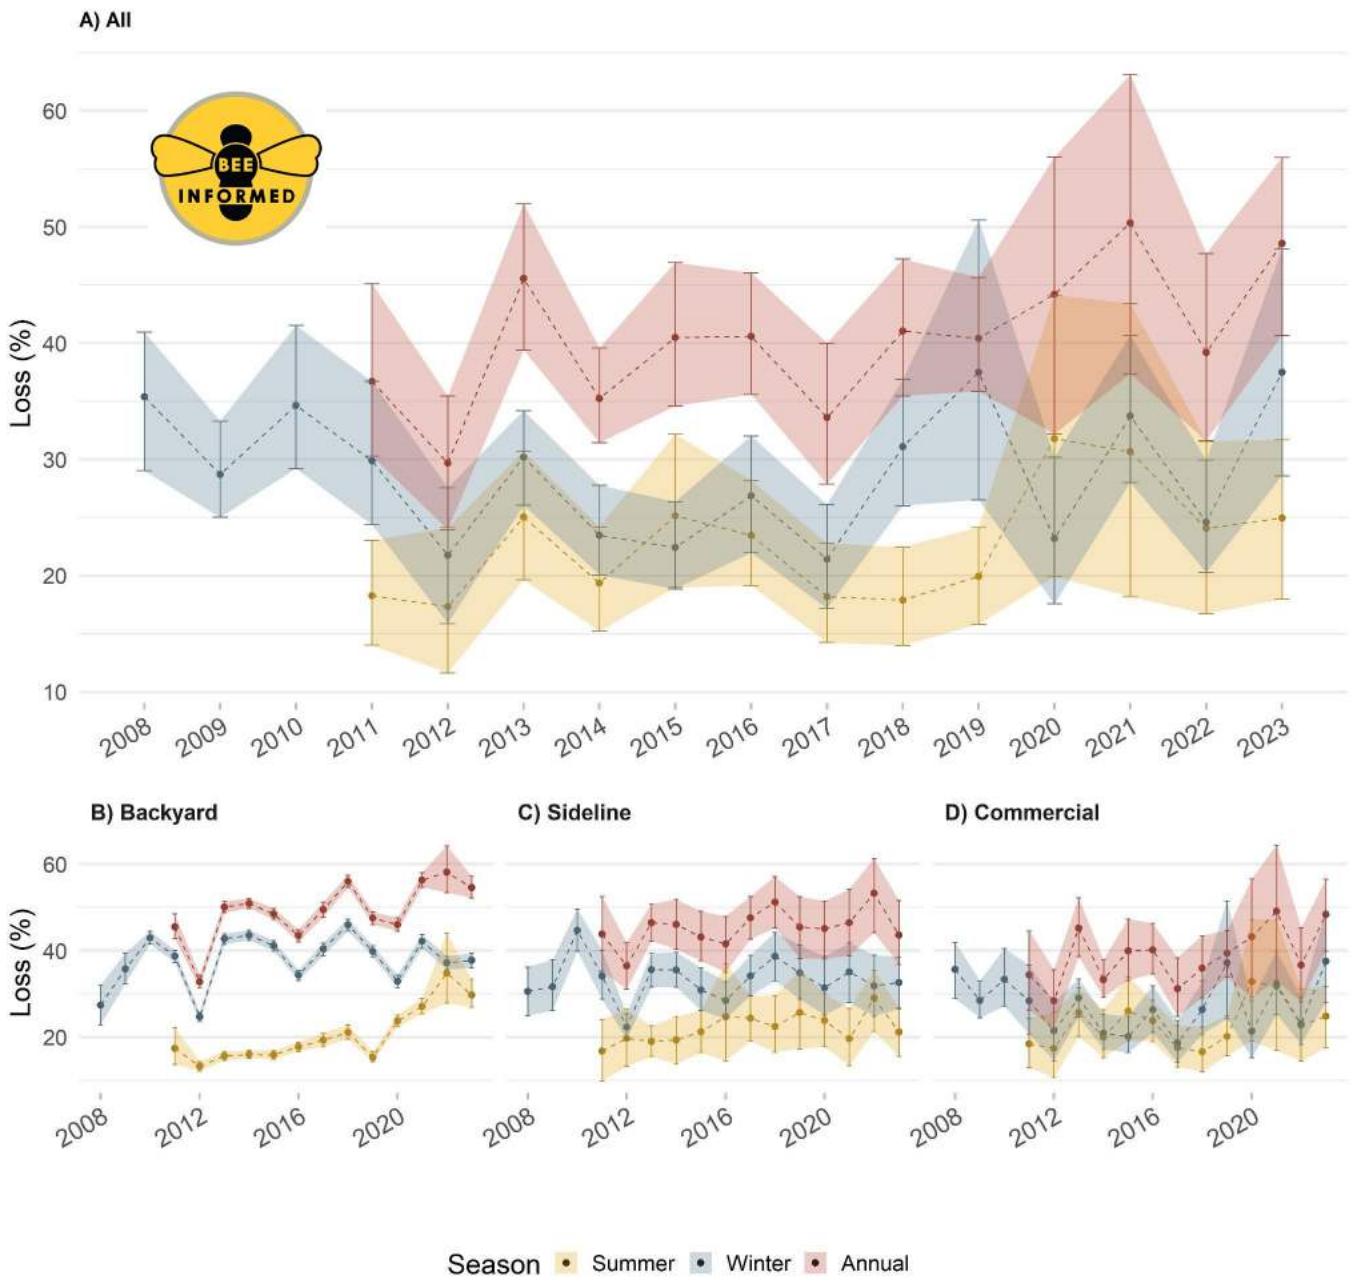 A) All
BEE
INFORMED
Loss (%)
60
50
40
30
20
10
2008 2009 2010 2011 2012 2013 2014 2015 2016 2017 2018 2019 2020 2021 2022 2023
B) Backyard C) Sideline D) Commercial
Loss (%)
60
40
20
2008 2012 2016 2020 2008 2012 2016 2020 2008 2012 2016 2020
Season Summer Winter Annual